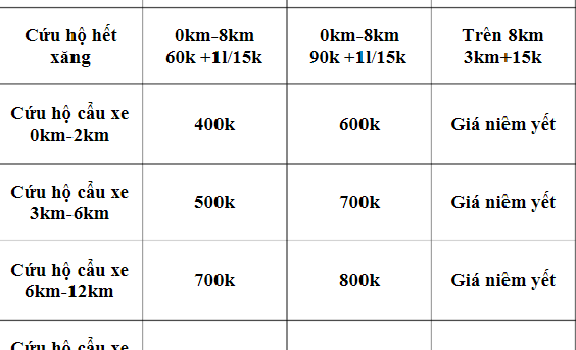 Cứu hộ hết
xăng
0km-8km
60k +1l/15k
0km-8km
90k +1l/15k
Trên 8km
3km+15k
Cứu hộ cẩu xe
0km-2km
400k
600k
Giá niêm yết
Cứu hộ cẩu xe
3km-6km
500k
700k
Giá niêm yết
Cứu hộ cẩu xe
6km-12km
700k
800k
Giá niêm yết
Cứu hộ cẩu xe